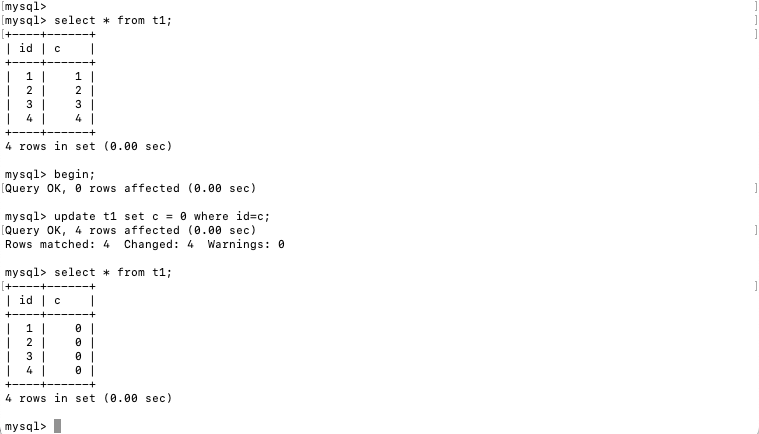 [mysql> ]
[mysql> select * from t1; ]
[+----+------+ ]
| id | c    |
+----+------+
|  1 |    1 |
|  2 |    2 |
|  3 |    3 |
|  4 |    4 |
+----+------+
4 rows in set (0.00 sec)
mysql> begin;
[Query OK, 0 rows affected (0.00 sec) ]
mysql> update t1 set c = 0 where id=c;
[Query OK, 4 rows affected (0.00 sec) ]
Rows matched: 4  Changed: 4  Warnings: 0
mysql> select * from t1;
[+----+------+ ]
| id | c    |
+----+------+
|  1 |    0 |
|  2 |    0 |
|  3 |    0 |
|  4 |    0 |
+----+------+
4 rows in set (0.00 sec)
mysql>